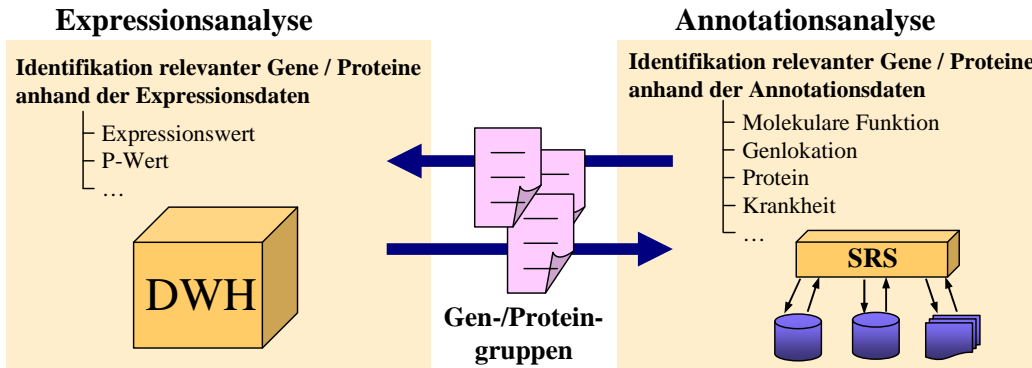 Expressionsanalyse
Identifikation relevanter Gene / Proteine
anhand der Expressionsdaten
Expressionswert
P-Wert
…
DWH
Gen-/Protein-
gruppen
Annotationsanalyse
Identifikation relevanter Gene / Proteine
anhand der Annotationsdaten
Molekulare Funktion
Genlokation
Protein
Krankheit
…
SRS